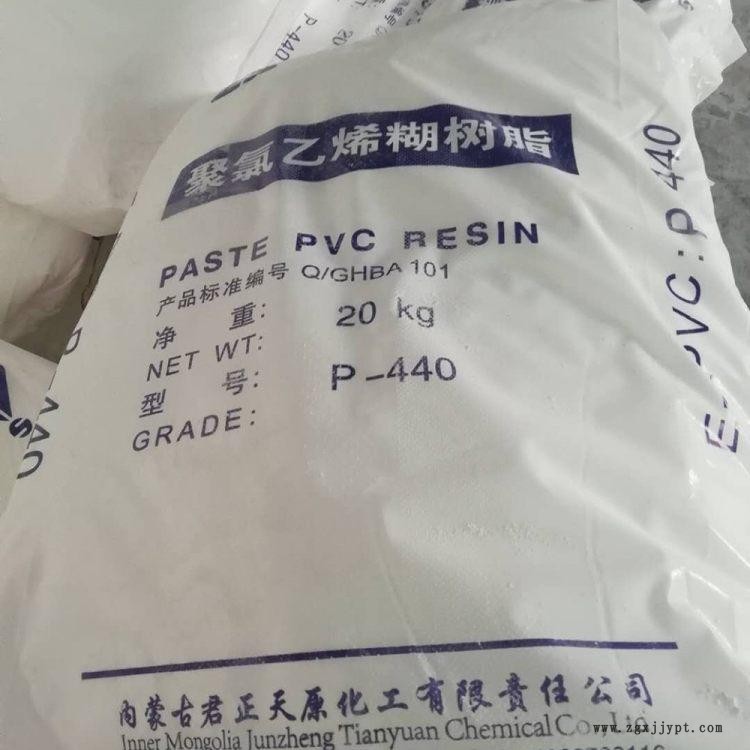 P-440
20
聚氯乙烯糊树脂
PASTE PVC RESIN
产品标准编号 Q/GHBA 101
净 重: 20 kg
NET WT:
型 号: P-440
GRADE:
E-PVC:P 440
内蒙古君正天原化工有限责任公司
Inner Mongolia Junzheng Tianyuan Chemical Co., Ltd
www.zgxjjypt.com